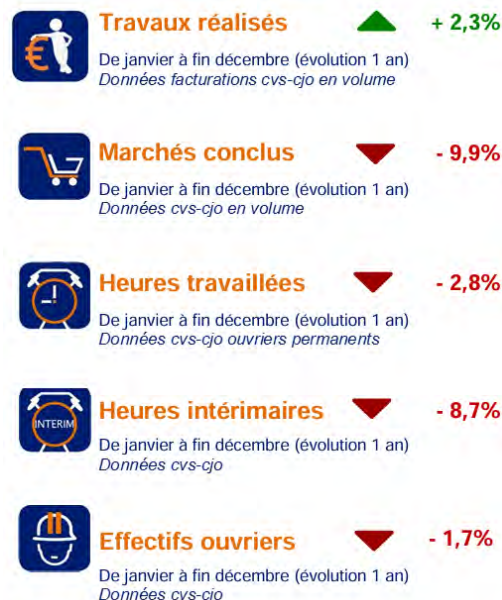 Travaux réalisés + 2,3%
De janvier à fin décembre (évolution 1 an)
Données facturations cvs-cjo en volume
Marchés conclus - 9,9%
De janvier à fin décembre (évolution 1 an)
Données cvs-cjo en volume
Heures travaillées - 2,8%
De janvier à fin décembre (évolution 1 an)
Données cvs-cjo ouvriers permanents
INTERIM
Heures intérimaires - 8,7%
De janvier à fin décembre (évolution 1 an)
Données cvs-cjo
Effectifs ouvriers - 1,7%
De janvier à fin décembre (évolution 1 an)
Données cvs-cjo